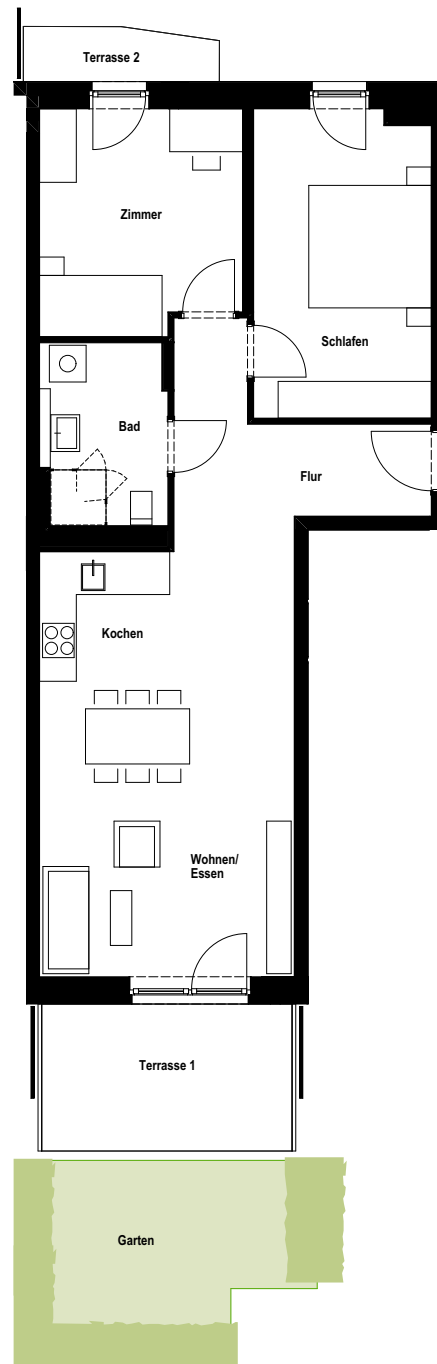 Terrasse 2
Zimmer
Schlafen
Bad
Flur
Kochen
Wohnen/
Essen
Terrasse 1
Garten